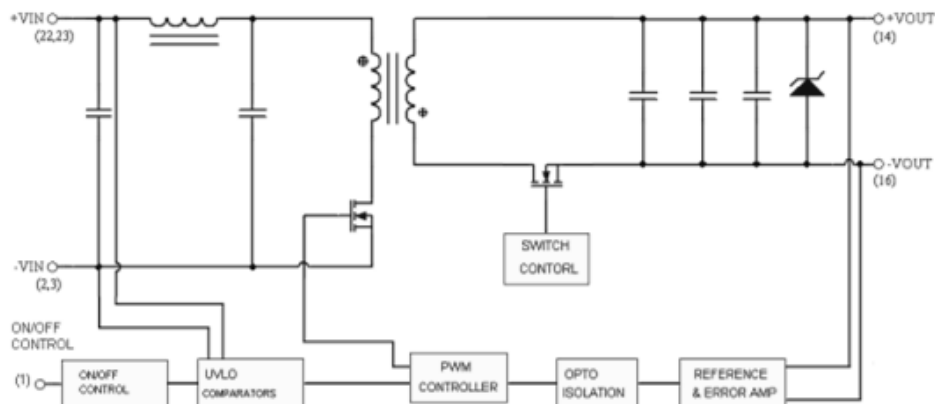 +VIN
(22,23)
+VOUT
(14)
-VOUT
(16)
SWITCH
CONTORL
-VIN
(2,3)
ON/OFF
CONTROL
(1)
ON/OFF
CONTROL
UVLO
COMPARATORS
PWM
CONTROLLER
OPTO
ISOLATION
REFERENCE
& ERROR AMP